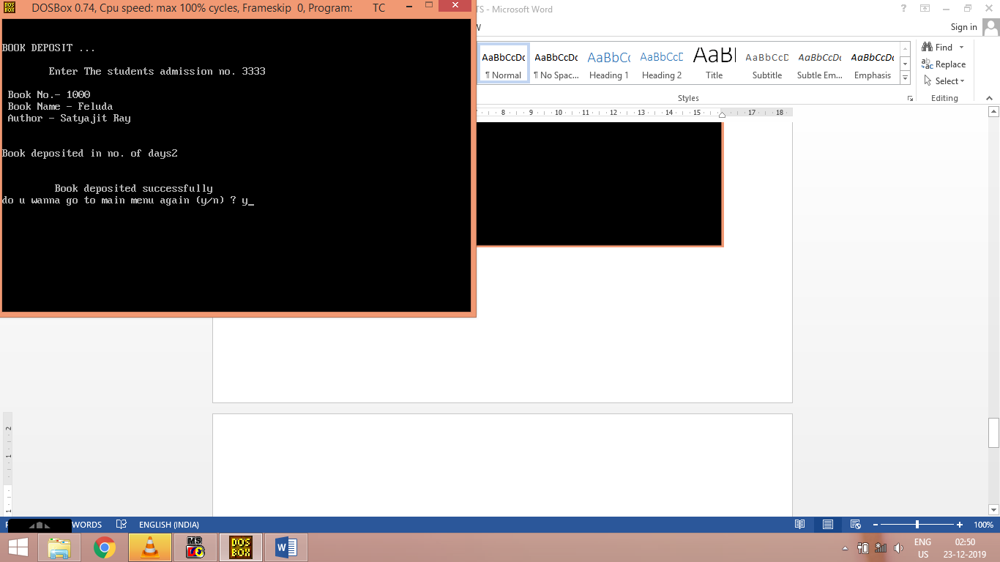 DOSBox 0.74, Cpu speed: max 100% cycles, Frameskip 0, Program: TC
BOOK DEPOSIT ...
Enter The students admission no. 3333
Book No.- 1000
Book Name - Feluda
Author - Satyajit Ray
Book deposited in no. of days2
Book deposited successfully
do u wanna go to main menu again (y/n) ? y_
TS - Microsoft Word
W
Sign in
AaBbCcDc AaBbCcDc AaBbCc AaBbCcD AaBl AaBbCcD AaBbCcDc AaBbCcDc
¶ Normal ¶ No Spac... Heading 1 Heading 2 Title Subtitle Subtle Em... Emphasis
Styles
Find
Replace
Select
Editing
8 9 10 11 12 13 14 15 17 18
2
1
1
WORDS ENGLISH (INDIA) 100%
MS
DOS BOX
W
ENG
US
02:50
23-12-2019